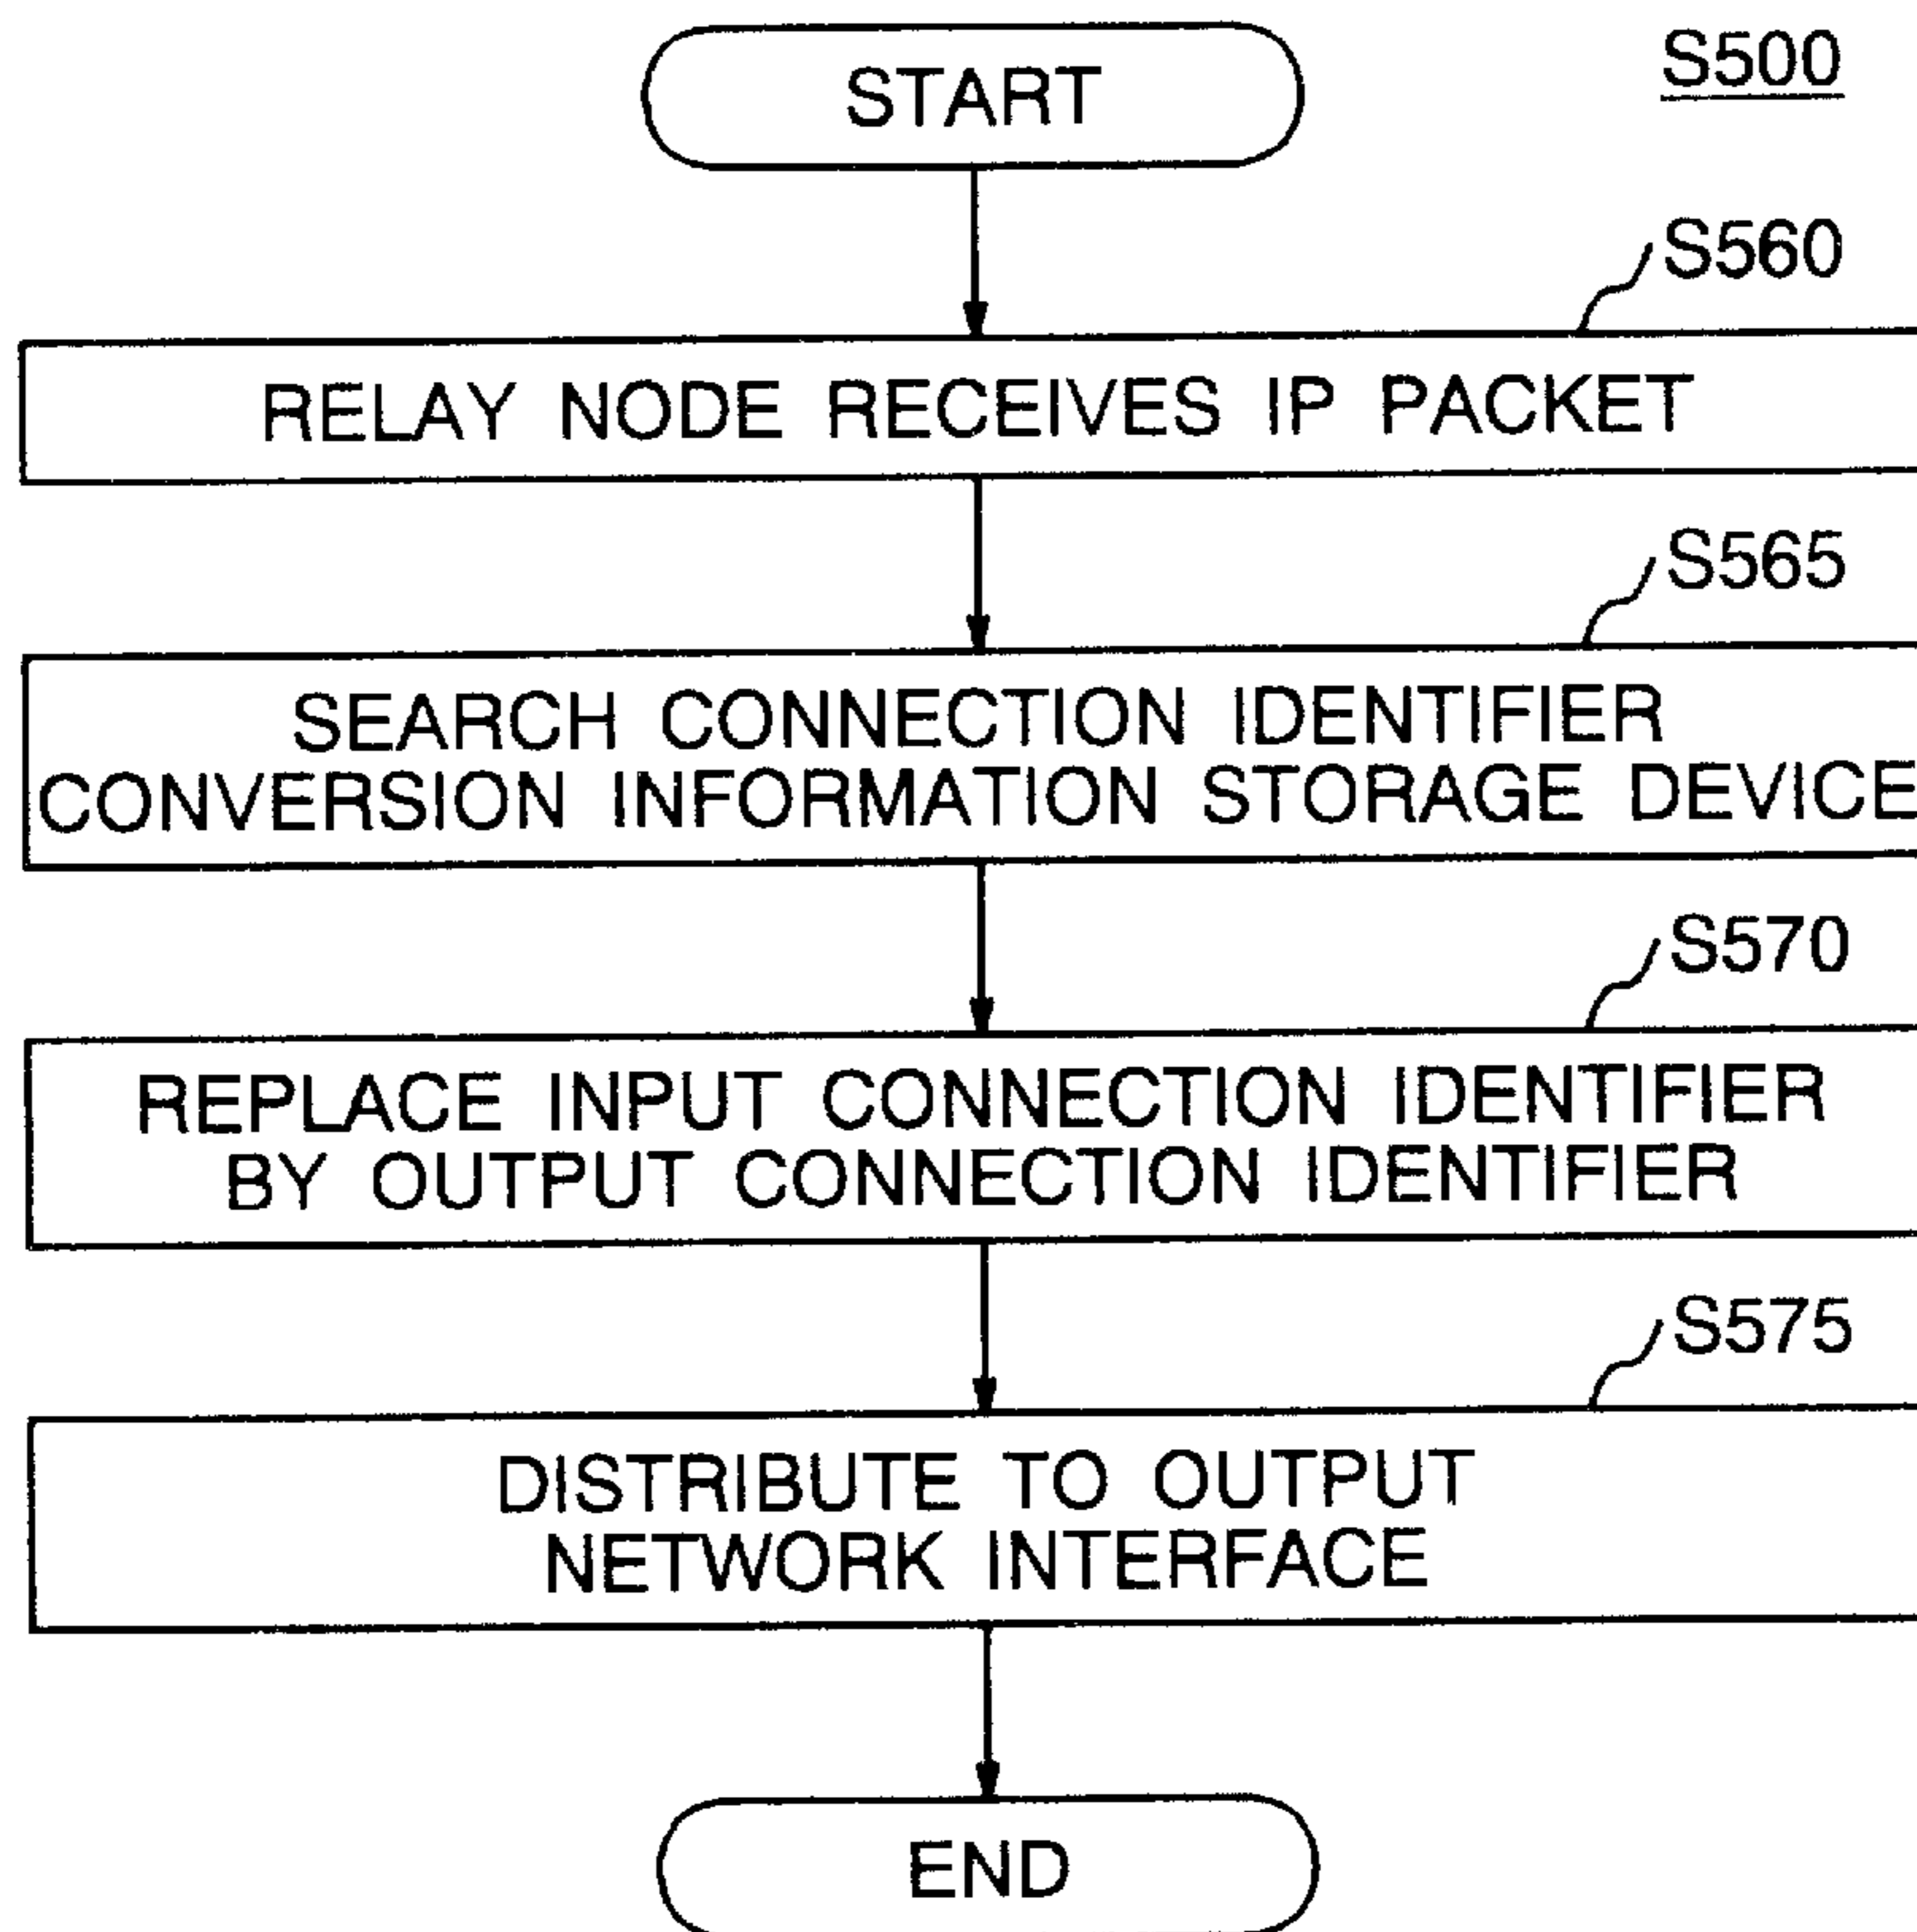 START
S500
S560
RELAY NODE RECEIVES IP PACKET
S565
SEARCH CONNECTION IDENTIFIER
CONVERSION INFORMATION STORAGE DEVICE
S570
REPLACE INPUT CONNECTION IDENTIFIER
BY OUTPUT CONNECTION IDENTIFIER
S575
DISTRIBUTE TO OUTPUT
NETWORK INTERFACE
END